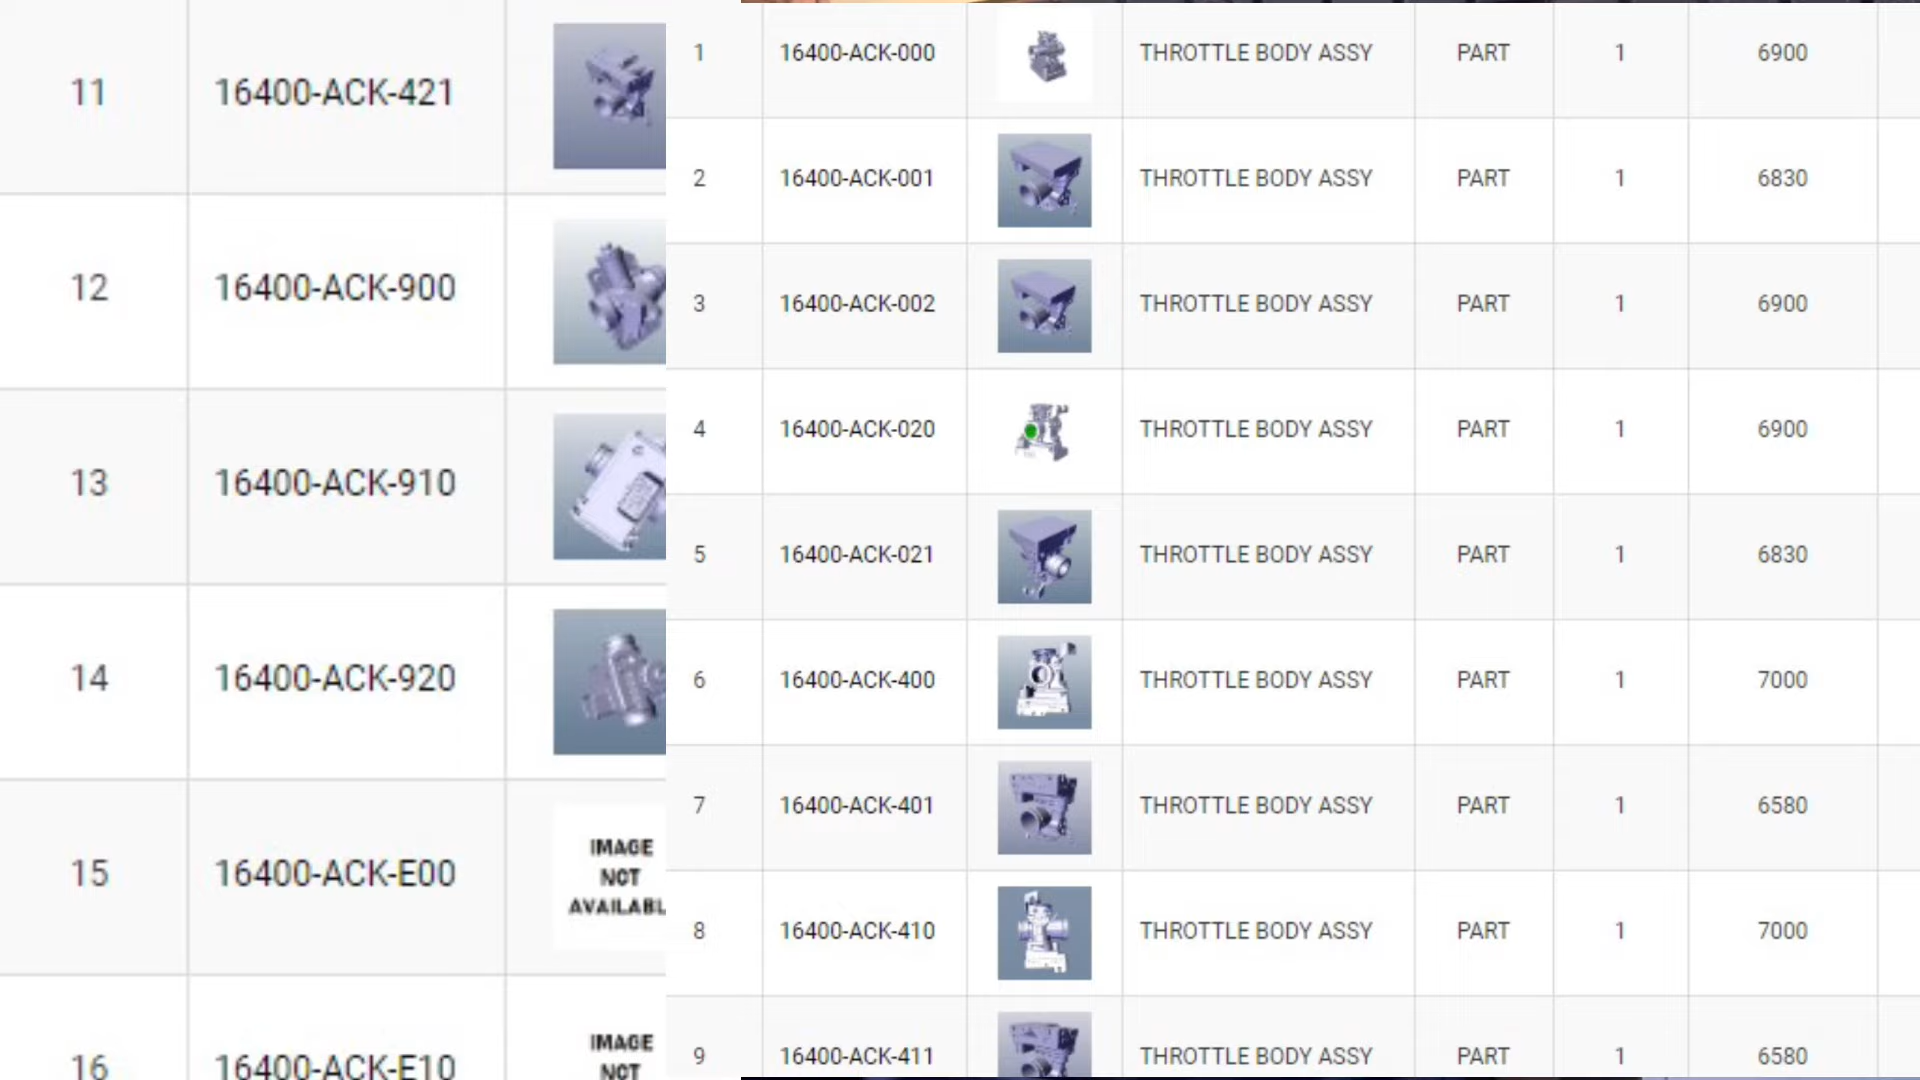 11 16400-ACK-421
12 16400-ACK-900
13 16400-ACK-910
14 16400-ACK-920
15 16400-ACK-E00 IMAGE
NOT
AVAILABL
16 16400-ACK-E10 IMAGE
NOT
1 16400-ACK-000 THROTTLE BODY ASSY PART 1 6900
2 16400-ACK-001 THROTTLE BODY ASSY PART 1 6830
3 16400-ACK-002 THROTTLE BODY ASSY PART 1 6900
4 16400-ACK-020 THROTTLE BODY ASSY PART 1 6900
5 16400-ACK-021 THROTTLE BODY ASSY PART 1 6830
6 16400-ACK-400 THROTTLE BODY ASSY PART 1 7000
7 16400-ACK-401 THROTTLE BODY ASSY PART 1 6580
8 16400-ACK-410 THROTTLE BODY ASSY PART 1 7000
9 16400-ACK-411 THROTTLE BODY ASSY PART 1 6580